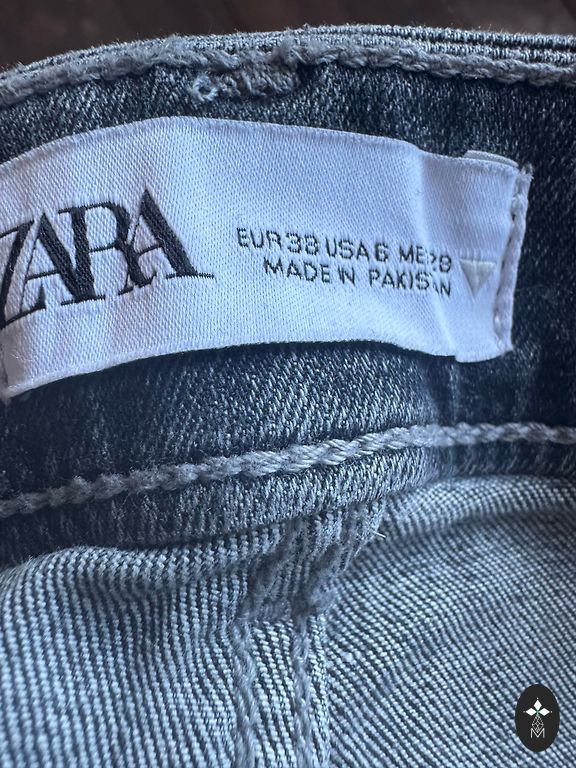 ZARA
EUR 38 USA 6 MEX 28
MADE IN PAKISTAN